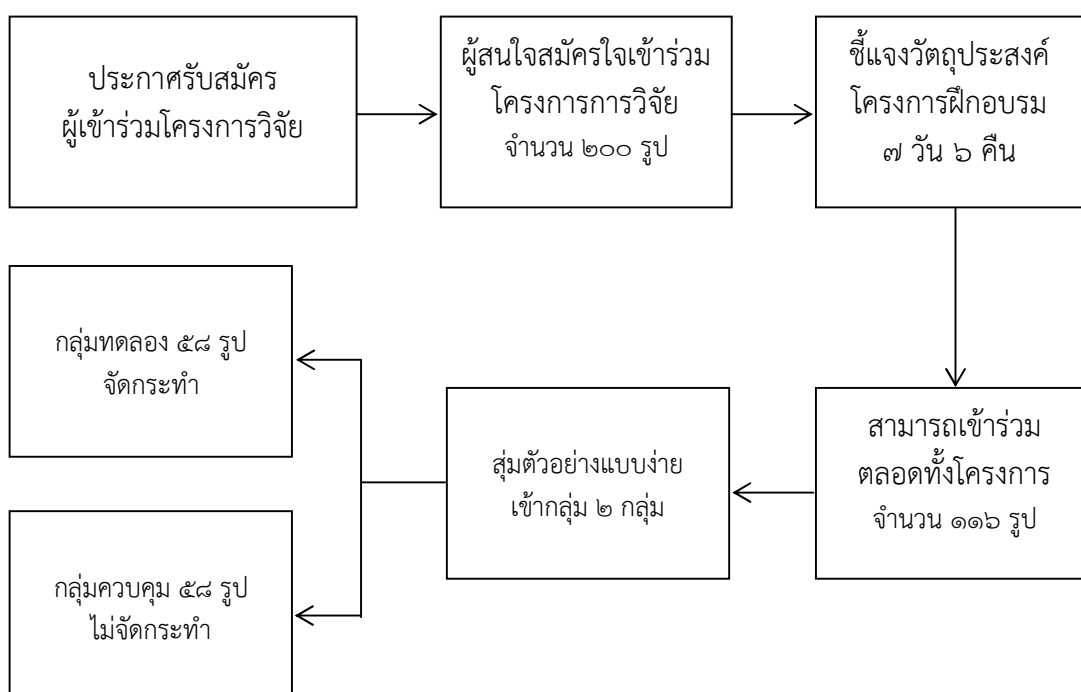 ประกาศรับสมัคร
ผู้เข้าร่วมโครงการวิจัย
ผู้สนใจสมัครใจเข้าร่วม
โครงการการวิจัย
จำนวน ๒๐๐ รูป
ชี้แจงวัตถุประสงค์
โครงการฝึกอบรม
๗ วัน ๖ คืน
สามารถเข้าร่วม
ตลอดทั้งโครงการ
จำนวน ๑๑๖ รูป
สุ่มตัวอย่างแบบง่าย
เข้ากลุ่ม ๒ กลุ่ม
กลุ่มทดลอง ๕๘ รูป
จัดกระทำ
กลุ่มควบคุม ๕๘ รูป
ไม่จัดกระทำ